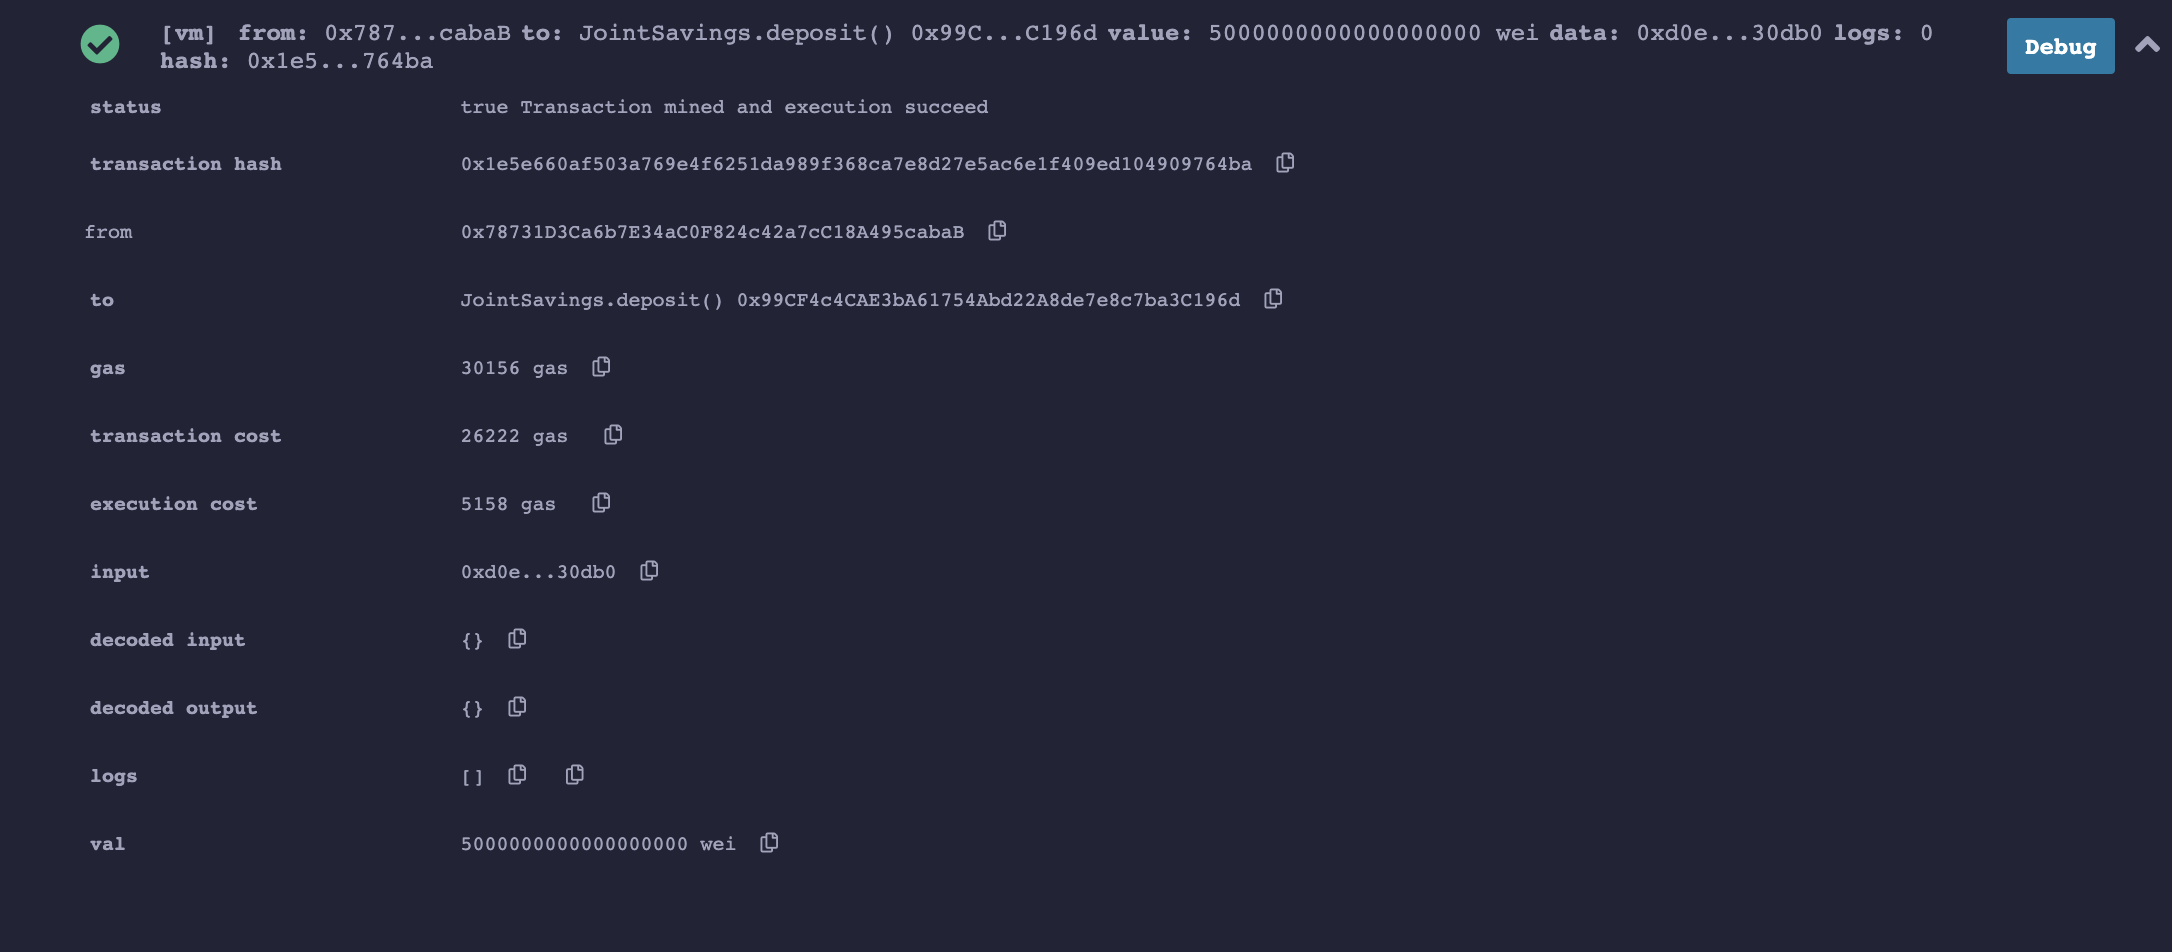 [vm] from: 0x787...cabaB to: JointSavings.deposit() 0x99C...C196d value: 5000000000000000000 wei data: 0xd0e...30db0 logs: 0
hash: 0x1e5...764ba
Debug
status true Transaction mined and execution succeed
transaction hash 0x1e5e660af503a769e4f6251da989f368ca7e8d27e5ac6e1f409ed104909764ba
from 0x78731D3Ca6b7E34aC0F824c42a7cC18A495cabaB
to JointSavings.deposit() 0x99CF4c4CAE3bA61754Abd22A8de7e8c7ba3C196d
gas 30156 gas
transaction cost 26222 gas
execution cost 5158 gas
input 0xd0e...30db0
decoded input {}
decoded output {}
logs []
val 5000000000000000000 wei